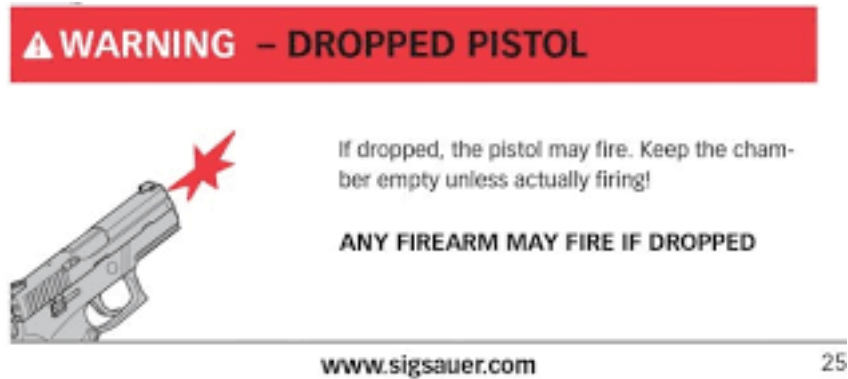 WARNING – DROPPED PISTOL
If dropped, the pistol may fire. Keep the cham-
ber empty unless actually firing!
ANY FIREARM MAY FIRE IF DROPPED
www.sigsauer.com
25